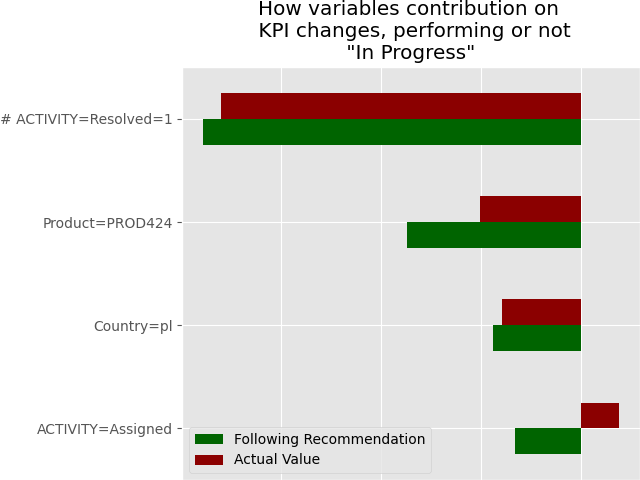 How variables contribution on
KPI changes, performing or not
"In Progress"
# ACTIVITY=Resolved=1
Product=PROD424
Country=pl
ACTIVITY=Assigned
Following Recommendation
Actual Value